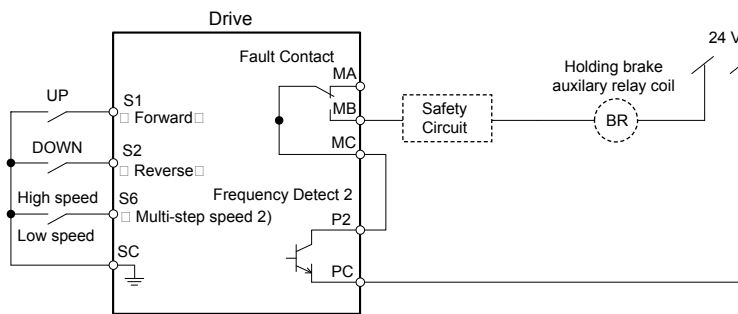 Drive
Fault Contact
MA
MB
MC
UP
S1
□ Forward□
DOWN
S2
□ Reverse□
High speed
S6
□ Multi-step speed 2)
Low speed
SC
Frequency Detect 2
P2
PC
Safety
Circuit
Holding brake
auxilary relay coil
BR
24 V